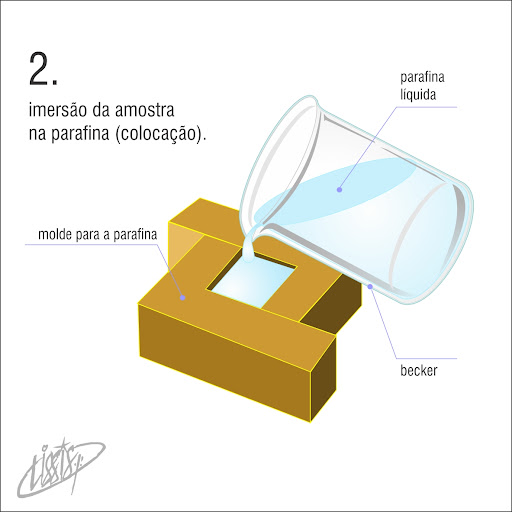 2.
imersão da amostra
na parafina (colocação).
parafina
líquida
molde para a parafina
becker